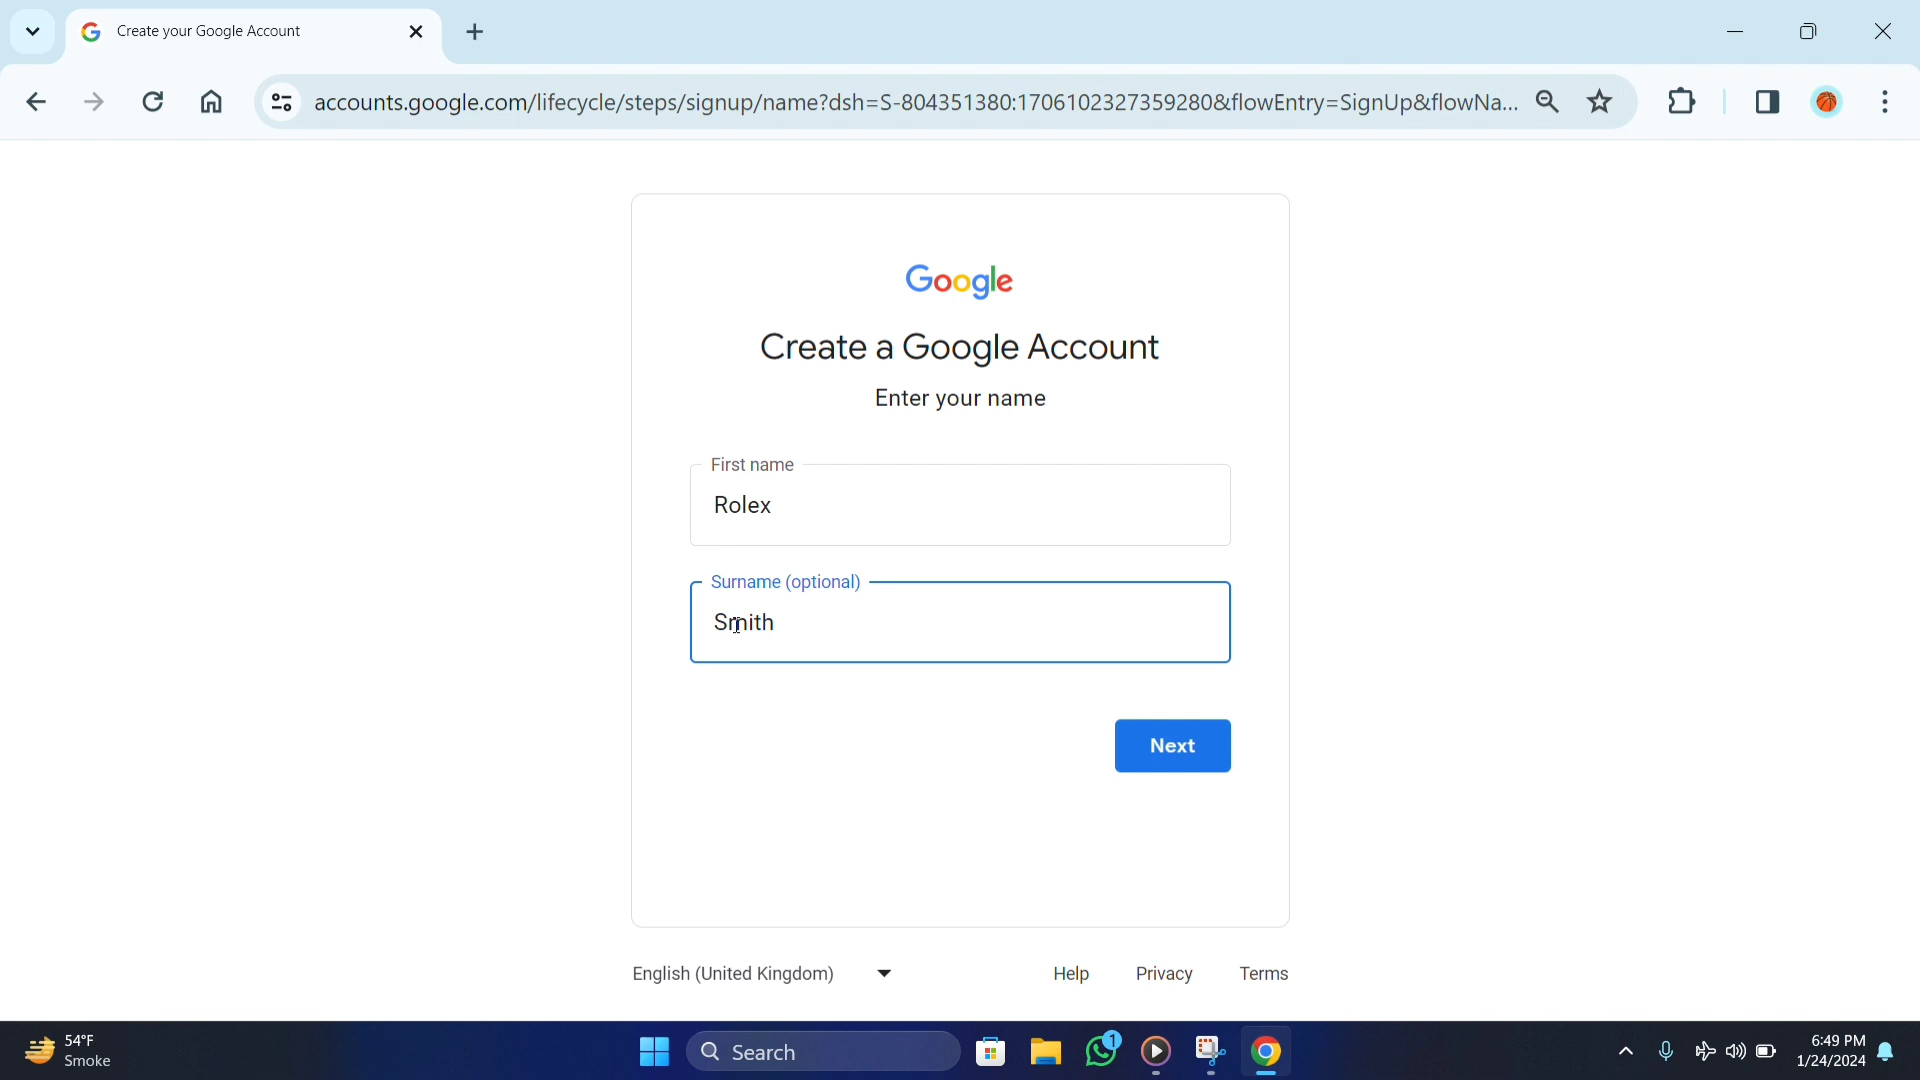 Create your Google Account
accounts.google.com/lifecycle/steps/signup/name?dsh=S-804351380:1706102327359280&flowEntry=SignUp&flowNa...
Google
Create a Google Account
Enter your name
First name
Rolex
Surname (optional)
Smith
Next
English (United Kingdom)
Help Privacy Terms
54°F
Smoke
Search
1
6:49 PM
1/24/2024